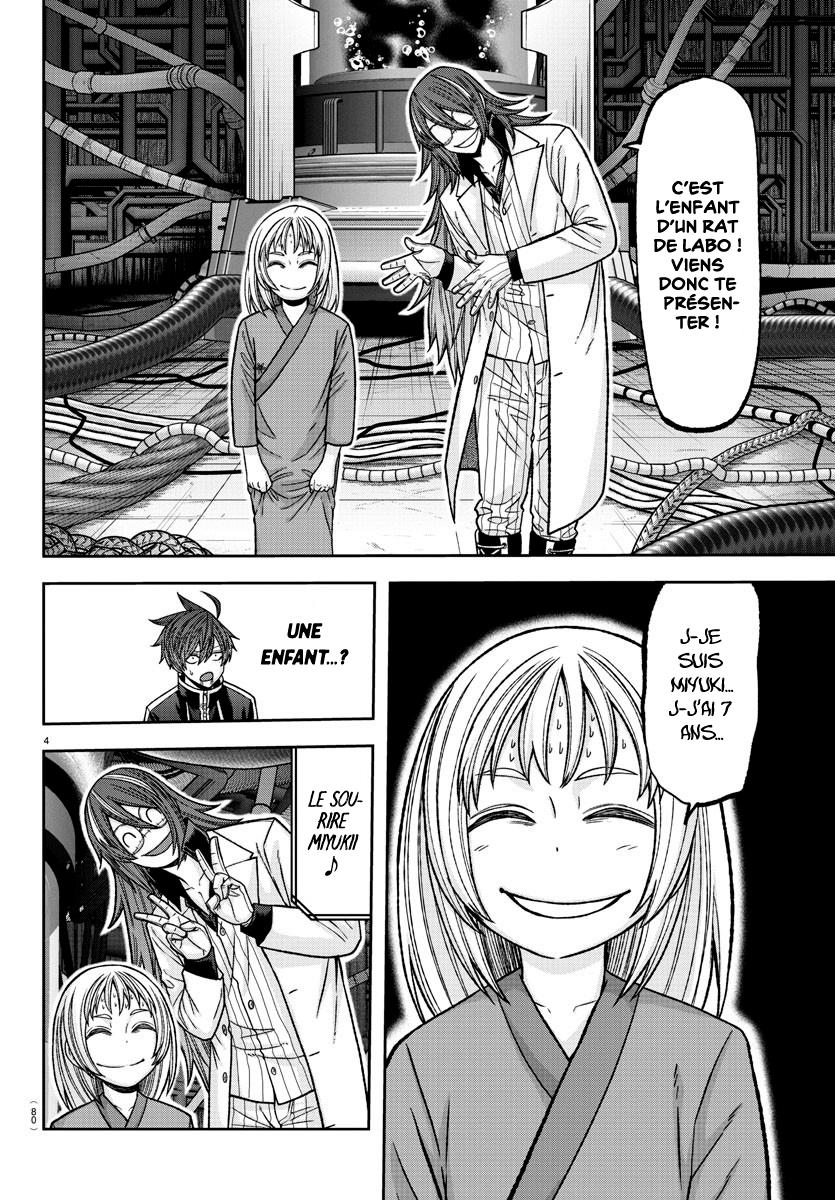 C'EST
L'ENFANT
D'UN RAT
DE LABO !
VIENS
DONC TE
PRÉSEN-
TER !
J-JE
SUIS
MIYUKI...
J-J'AI 7
ANS...
UNE
ENFANT...?
4
LE SOU-
RIRE
MIYUKII
♪
(80)